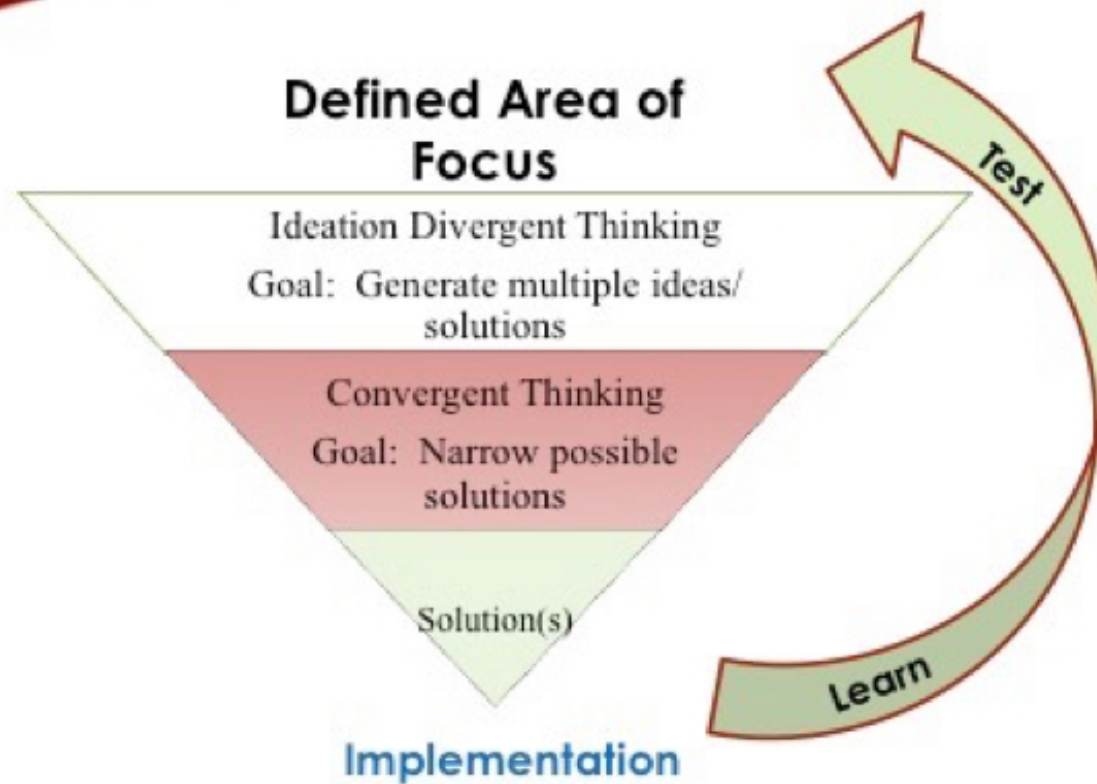 Defined Area of
Focus
Ideation Divergent Thinking
Goal: Generate multiple ideas/
solutions
Convergent Thinking
Goal: Narrow possible
solutions
Solution(s)
Implementation
Test
Learn